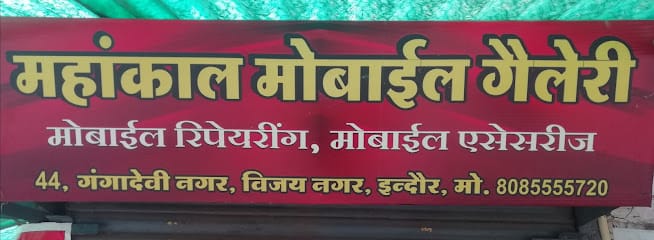 महांकाल मोबाईल गैलेरी
मोबाईल रिपेयरींग, मोबाईल एसेसरीज
44, गंगादेवी नगर, विजय नगर, इन्दौर, मो. 8085555720